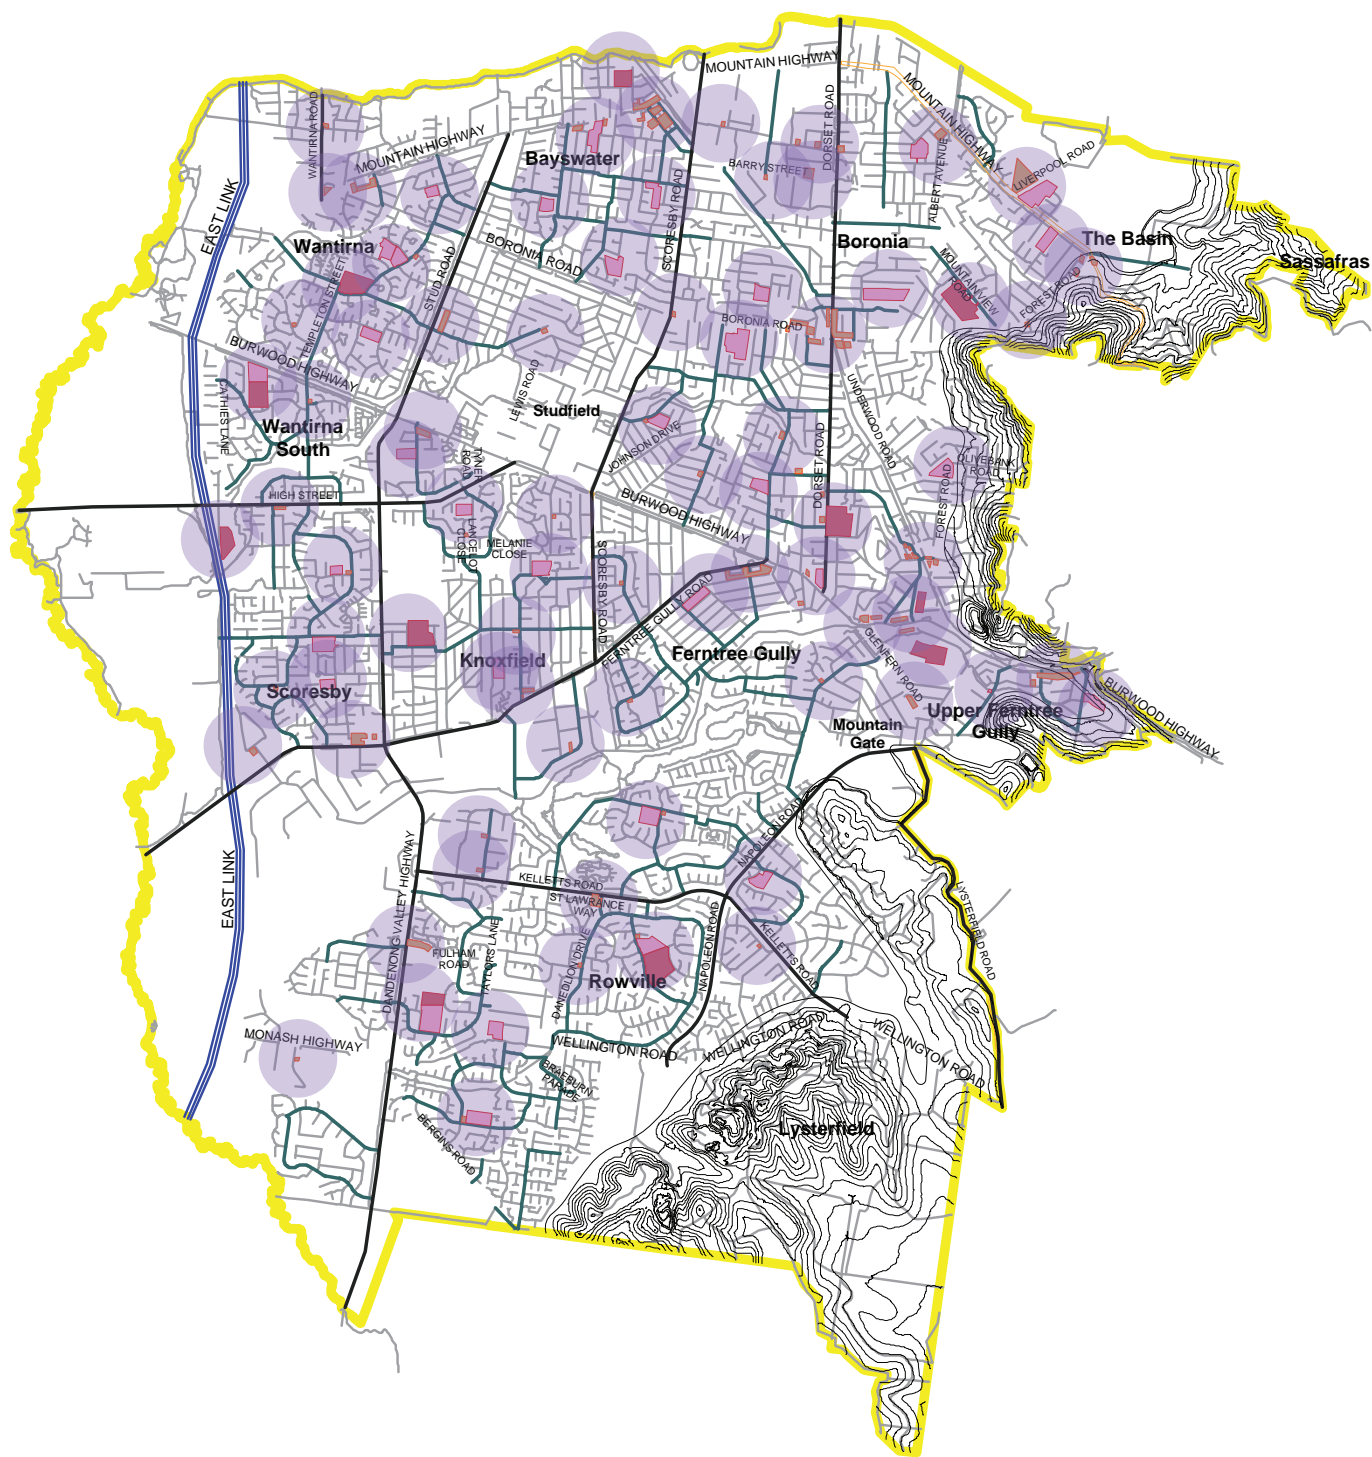 MOUNTAIN HIGHWAY
MOUNTAIN HIGHWAY
WANTIRNA ROAD
MOUNTAIN HIGHWAY
Bayswater
BARRY STREET
DORSET ROAD
ALBERT AVENUE
LIVERPOOL ROAD
EAST LINK
Wantirna
STUD ROAD
BORONIA ROAD
SCORESBY ROAD
Boronia
The Basin
Sassafras
TEMPLETON STREET
MOUNTAIN VIEW
ROAD
FOREST ROAD
BORONIA ROAD
BURWOOD HIGHWAY
CATHIES LANE
LEWIS ROAD
Studfield
UNDERWOOD ROAD
Wantirna
South
TYNER
ROAD
JOHNSON DRIVE
DORSET ROAD
OLIVEBANK
ROAD
HIGH STREET
BURWOOD HIGHWAY
FOREST ROAD
LANCELOT
CLOSE
MELANIE
CLOSE
SCORESBY ROAD
FERNTREE GULLY ROAD
GLENFERN ROAD
Knoxfield
Ferntree Gully
Scoresby
Upper Ferntree
Gully
BURWOOD HIGHWAY
Mountain
Gate
NAPOLEON ROAD
EAST LINK
DANDENONG VALLEY HIGHWAY
KELLETTS ROAD
ST LAWRANCE
WAY
LYSTERFIELD ROAD
FULHAM
ROAD
TAYLORS LANE
DANEDLION DRIVE
Rowville
NAPOLEON ROAD
KELLETTS ROAD
MONASH HIGHWAY
WELLINGTON ROAD
WELLINGTON ROAD
WELLINGTON ROAD
BRAEBURN
PARADE
BERGINS ROAD
Lysterfield